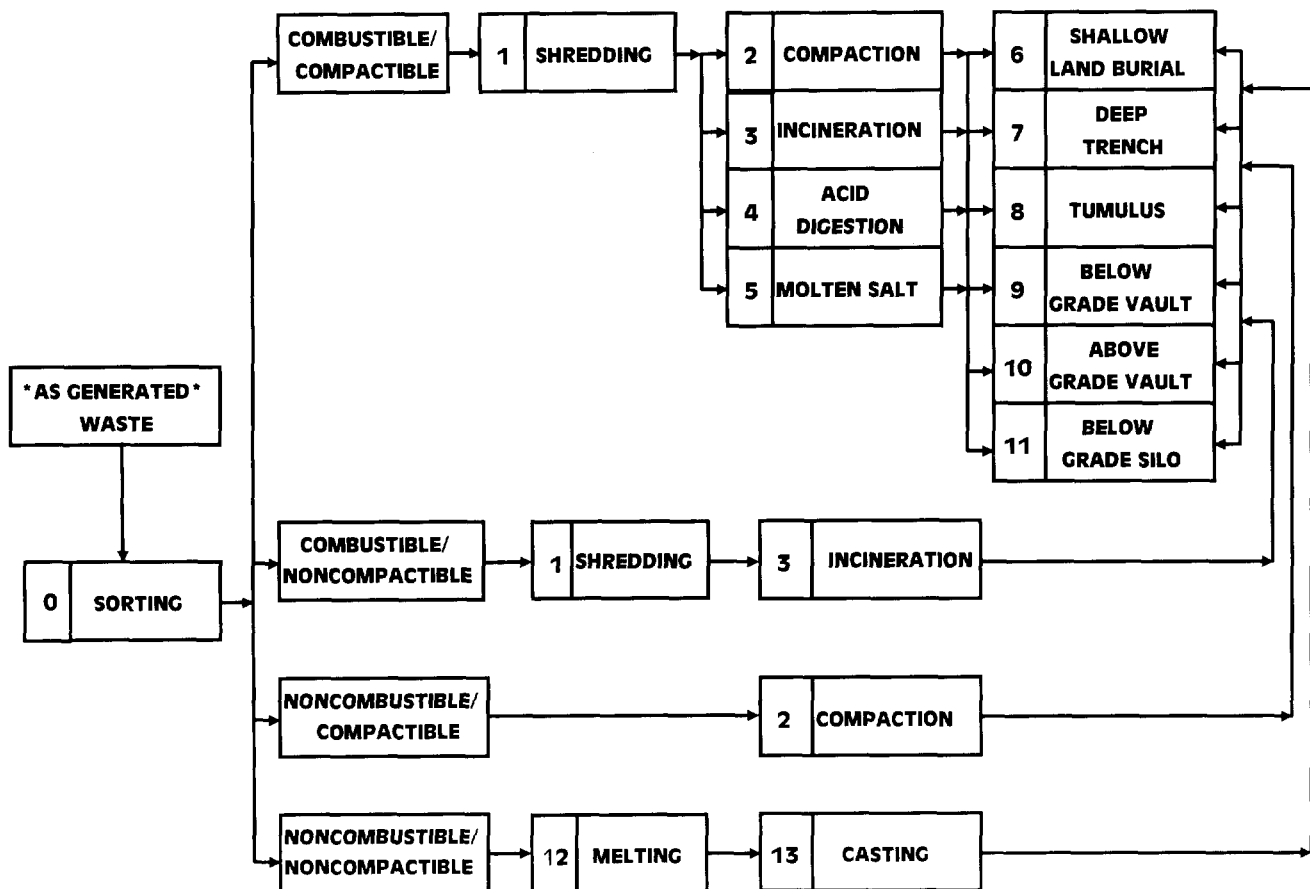 COMBUSTIBLE/
COMPACTIBLE
1 SHREDDING
2 COMPACTION
3 INCINERATION
4 ACID
DIGESTION
5 MOLTEN SALT
6 SHALLOW
LAND BURIAL
7 DEEP
TRENCH
8 TUMULUS
9 BELOW
GRADE VAULT
10 ABOVE
GRADE VAULT
11 BELOW
GRADE SILO
"AS GENERATED"
WASTE
0 SORTING
COMBUSTIBLE/
NONCOMPACTIBLE
1 SHREDDING
3 INCINERATION
NONCOMBUSTIBLE/
COMPACTIBLE
2 COMPACTION
NONCOMBUSTIBLE/
NONCOMPACTIBLE
12 MELTING
13 CASTING